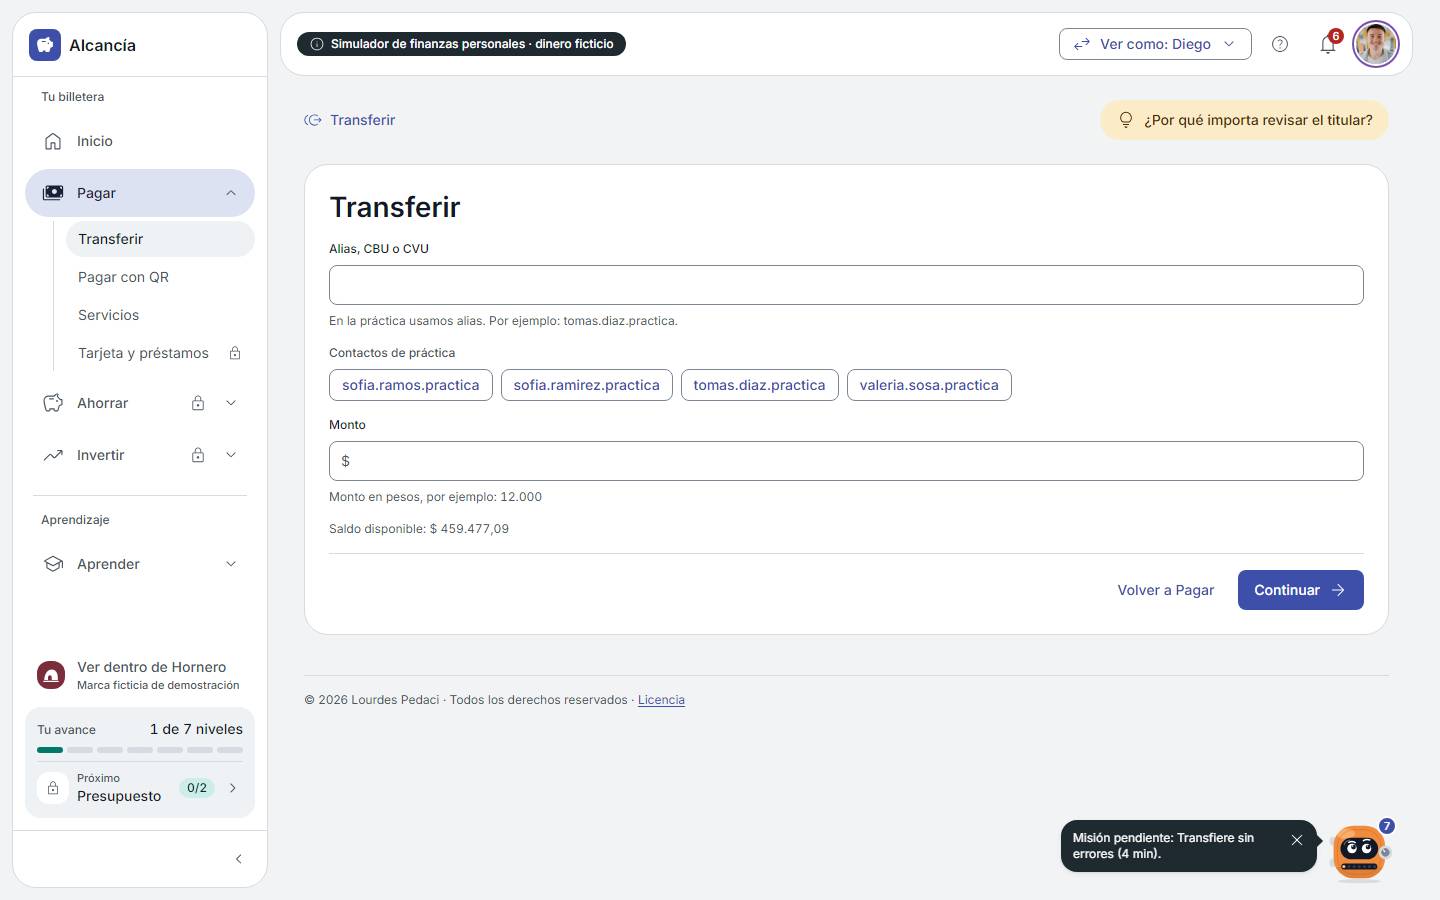 Alcancía
Simulador de finanzas personales · dinero ficticio
Ver como: Diego
6
Tu billetera
Inicio
Pagar
Transferir
Pagar con QR
Servicios
Tarjeta y préstamos
Ahorrar
Invertir
Aprendizaje
Aprender
Ver dentro de Hornero
Marca ficticia de demostración
Tu avance
1 de 7 niveles
Próximo
Presupuesto
0/2
Transferir
¿Por qué importa revisar el titular?
Transferir
Alias, CBU o CVU
En la práctica usamos alias. Por ejemplo: tomas.diaz.practica.
Contactos de práctica
sofia.ramos.practica
sofia.ramirez.practica
tomas.diaz.practica
valeria.sosa.practica
Monto
$
Monto en pesos, por ejemplo: 12.000
Saldo disponible: $ 459.477,09
Volver a Pagar
Continuar
© 2026 Lourdes Pedaci · Todos los derechos reservados · Licencia
Misión pendiente: Transfiere sin
errores (4 min).
7